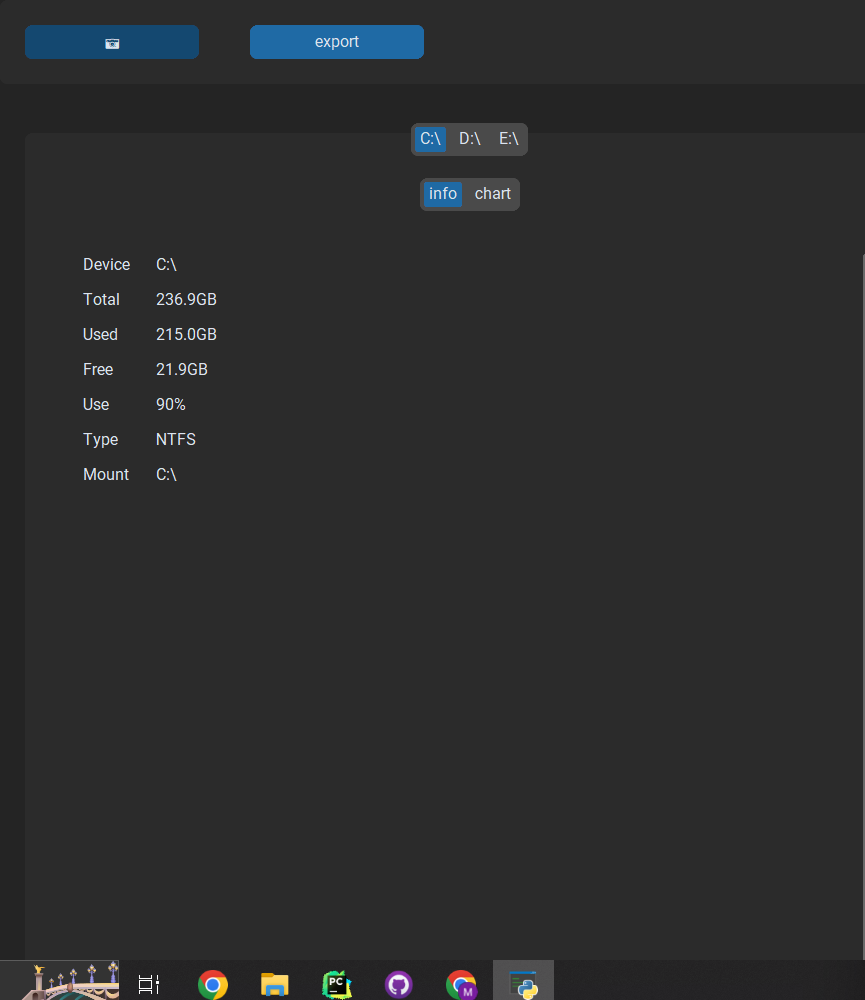 export
C:\ D:\ E:\
info chart
Device C:\
Total 236.9GB
Used 215.0GB
Free 21.9GB
Use 90%
Type NTFS
Mount C:\
PC
M